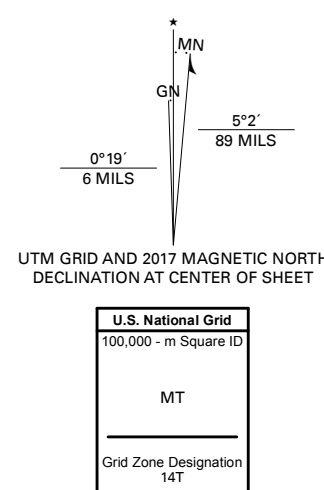 ★
MN
GN
5°2´
89 MILS
0°19´
6 MILS
UTM GRID AND 2017 MAGNETIC NORTH
DECLINATION AT CENTER OF SHEET
U.S. National Grid
100,000 - m Square ID
MT
Grid Zone Designation
14T